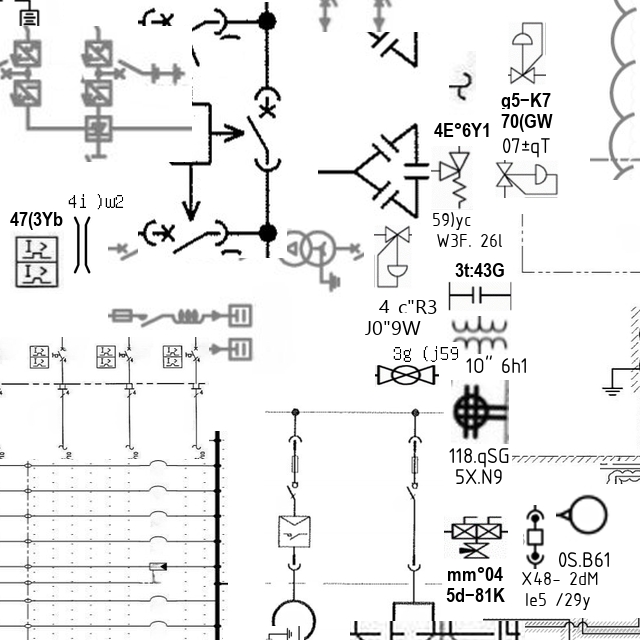 g5−K7
70(GW
4E°6Y1
07±qT
4i )w2
47(3Yb
59)yc
W3F. 26l
3t:43G
4 c"R3
J0"9W
3g (j59
10" 6h1
118.qSG
5X.N9
0S.B61
mm°04
5d−81K
X48− 2dM
le5 /29y